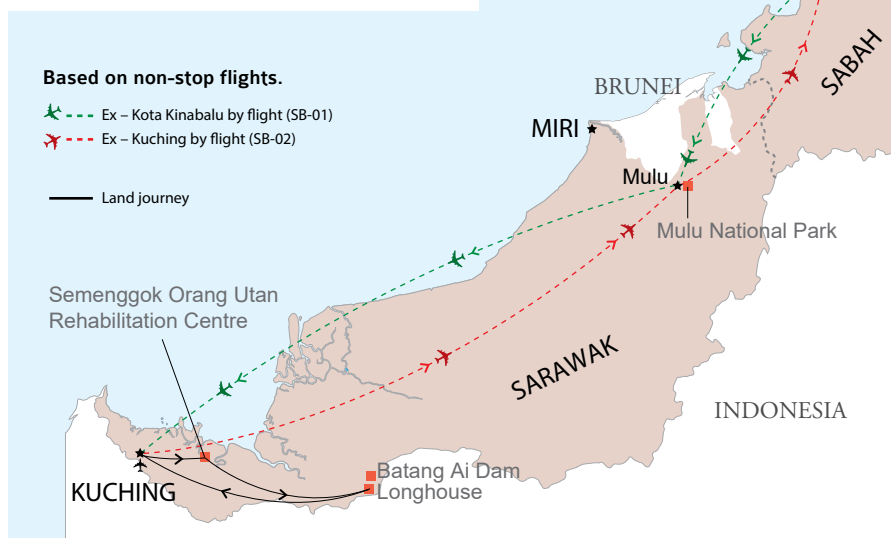 Based on non-stop flights.
Ex – Kota Kinabalu by flight (SB-01)
Ex – Kuching by flight (SB-02)
Land journey
SABAH
BRUNEI
MIRI
Mulu
Mulu National Park
Semenggok Orang Utan
Rehabilitation Centre
SARAWAK
INDONESIA
KUCHING
Batang Ai Dam
Longhouse